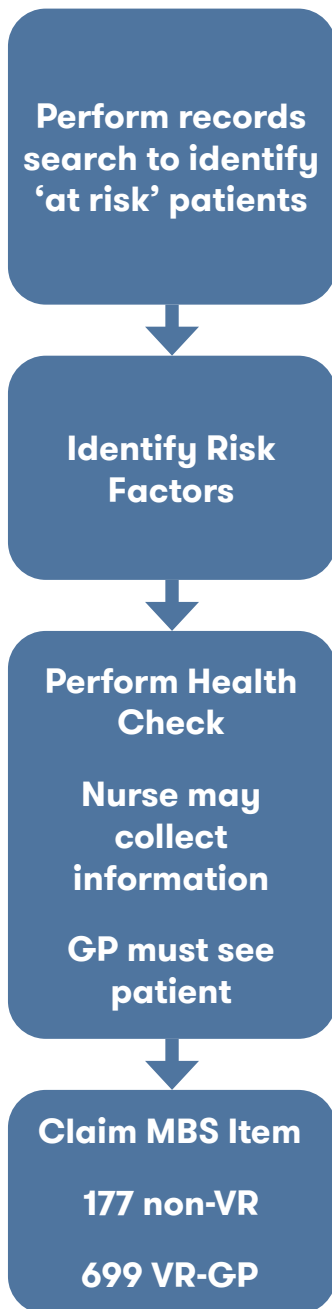 Perform records
search to identify
‘at risk’ patients
Identify Risk
Factors
Perform Health
Check
Nurse may
collect
information
GP must see
patient
Claim MBS Item
177 non-VR
699 VR-GP